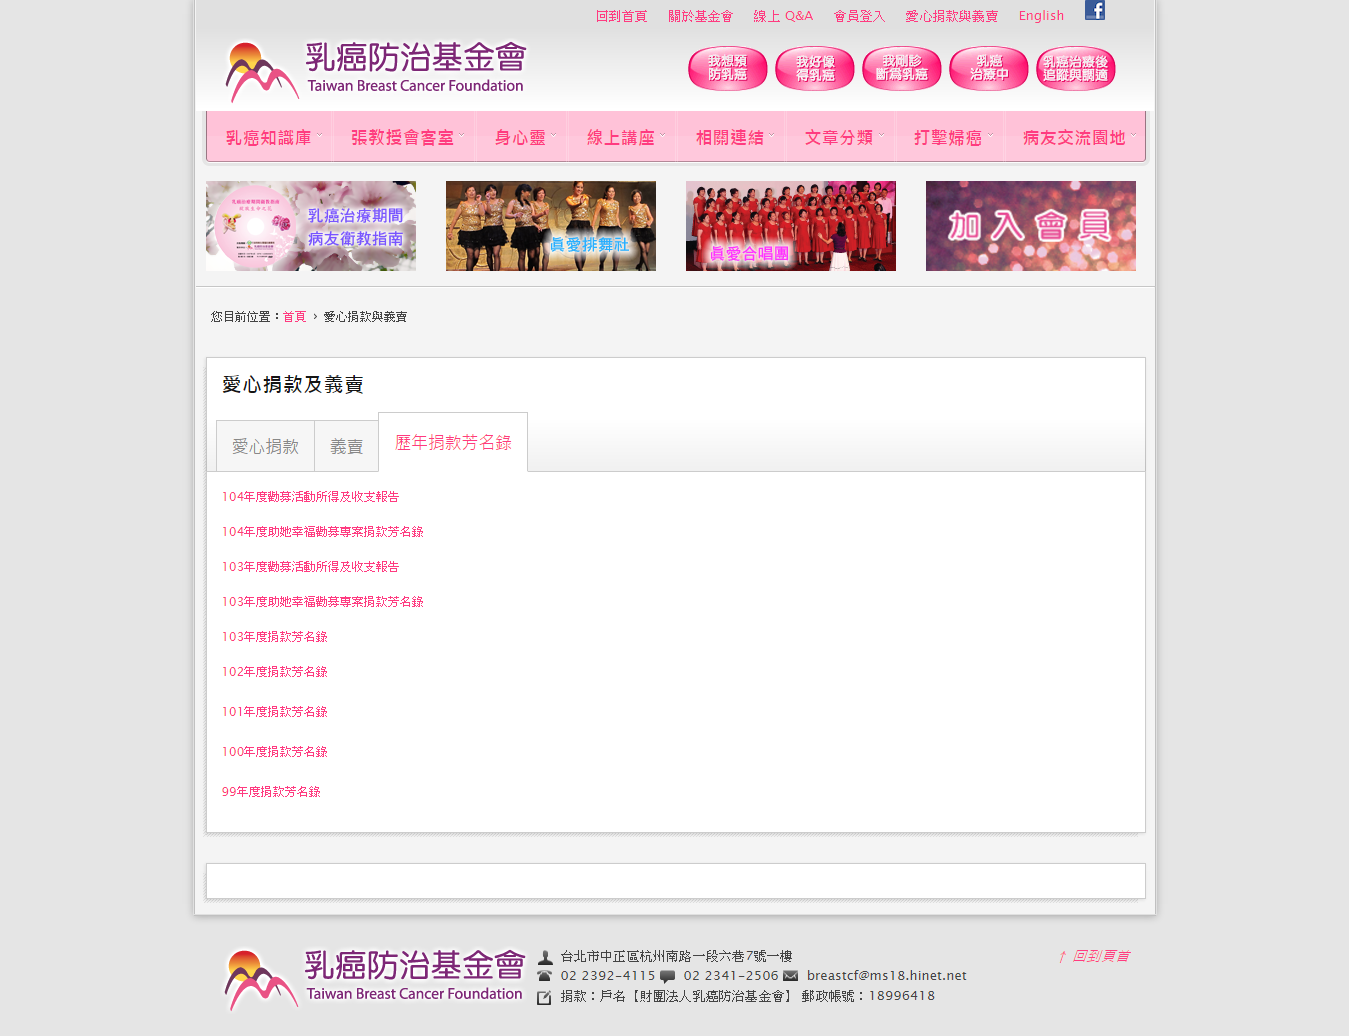 回到首頁 關於基金會 線上 Q&A 會員登入 愛心捐款與義賣 English
乳癌防治基金會
Taiwan Breast Cancer Foundation
我想預
防乳癌
我好像
得乳癌
我剛診
斷為乳癌
乳癌
治療中
乳癌治療後
追蹤與調適
乳癌知識庫 張教授會客室 身心靈 線上講座 相關連結 文章分類 打擊婦癌 病友交流園地
乳癌治療期間
病友衛教指南
真愛排舞社
真愛合唱團
加入會員
您目前位置：首頁 › 愛心捐款與義賣
愛心捐款及義賣
愛心捐款 義賣 歷年捐款芳名錄
104年度勸募活動所得及收支報告
104年度助她幸福勸募專案捐款芳名錄
103年度勸募活動所得及收支報告
103年度助她幸福勸募專案捐款芳名錄
103年度捐款芳名錄
102年度捐款芳名錄
101年度捐款芳名錄
100年度捐款芳名錄
99年度捐款芳名錄
乳癌防治基金會
Taiwan Breast Cancer Foundation
台北市中正區杭州南路一段六巷7號一樓
02 2392-4115 02 2341-2506 breastcf@ms18.hinet.net
捐款：戶名【財團法人乳癌防治基金會】 郵政帳號：18996418
↑ 回到頁首